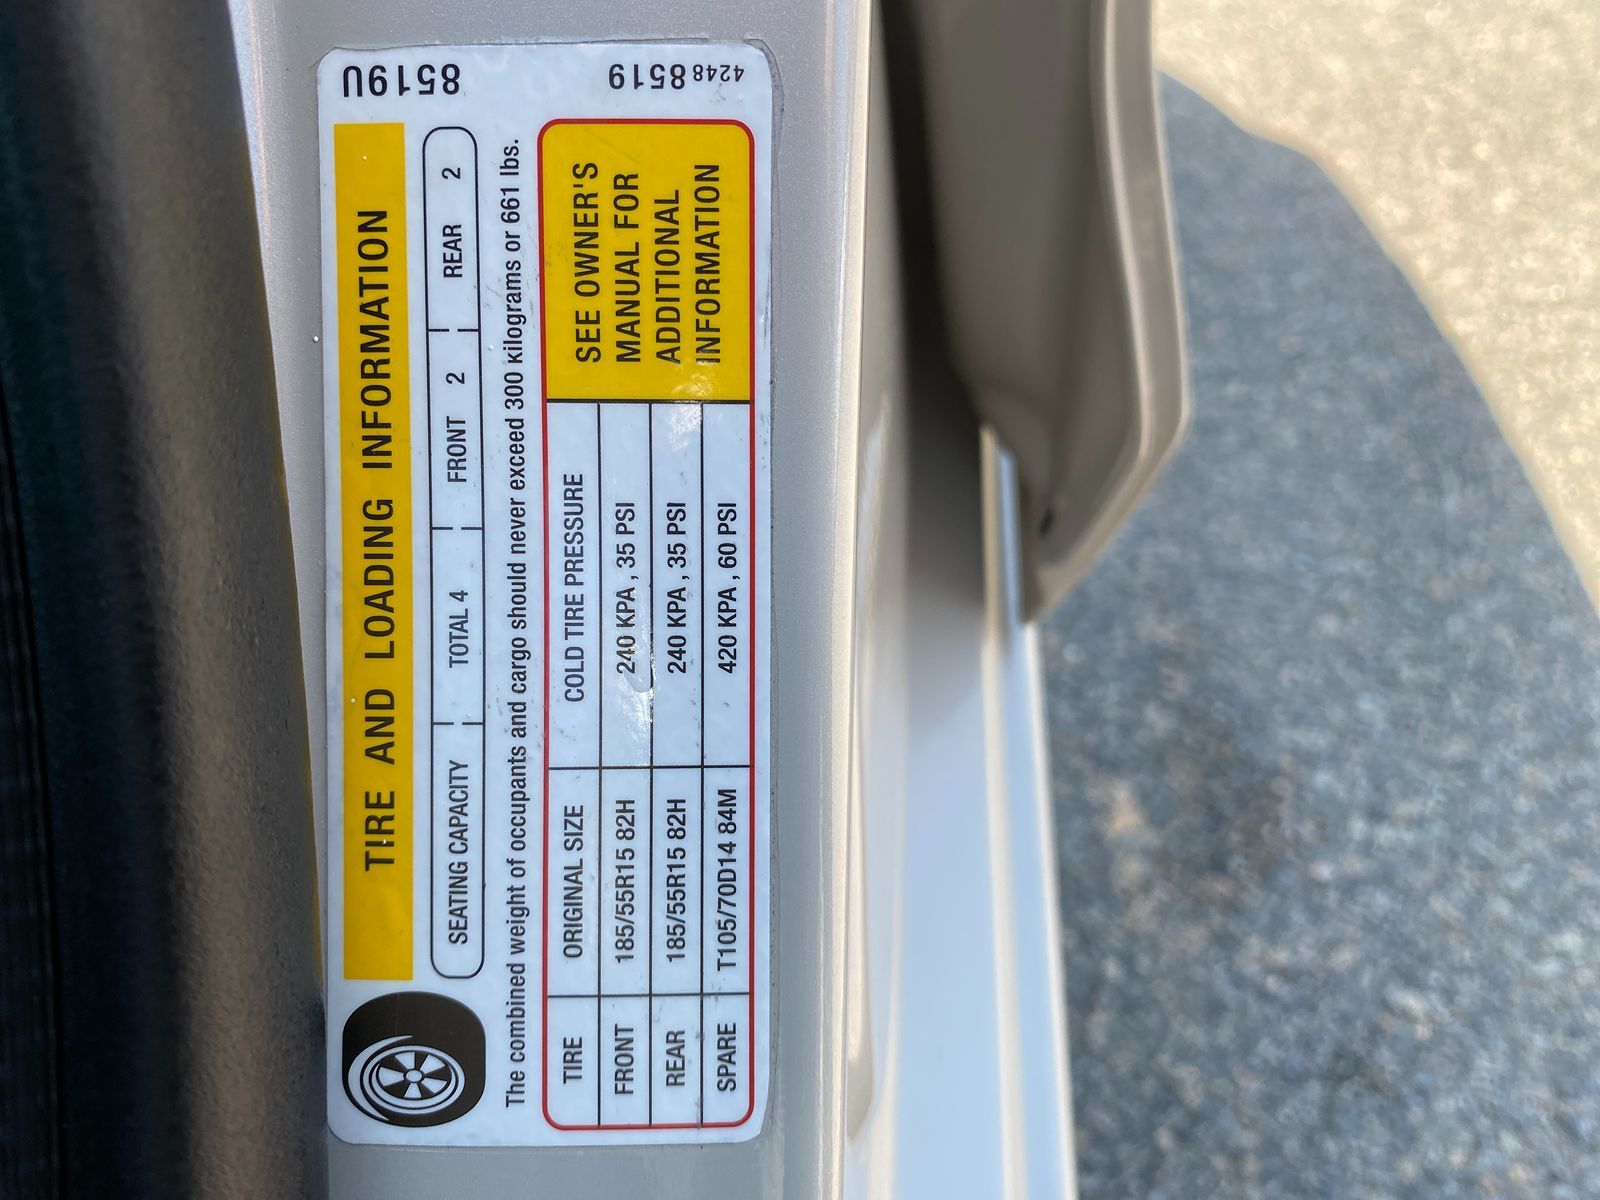 TIRE AND LOADING INFORMATION
SEATING CAPACITY TOTAL 4 FRONT 2 REAR 2
The combined weight of occupants and cargo should never exceed 300 kilograms or 661 lbs.
TIRE ORIGINAL SIZE COLD TIRE PRESSURE
FRONT 185/55R15 82H 240 KPA, 35 PSI
REAR 185/55R15 82H 240 KPA, 35 PSI
SPARE T105/70D14 84M 420 KPA, 60 PSI
SEE OWNER'S
MANUAL FOR
ADDITIONAL
INFORMATION
8519U
4248 8519